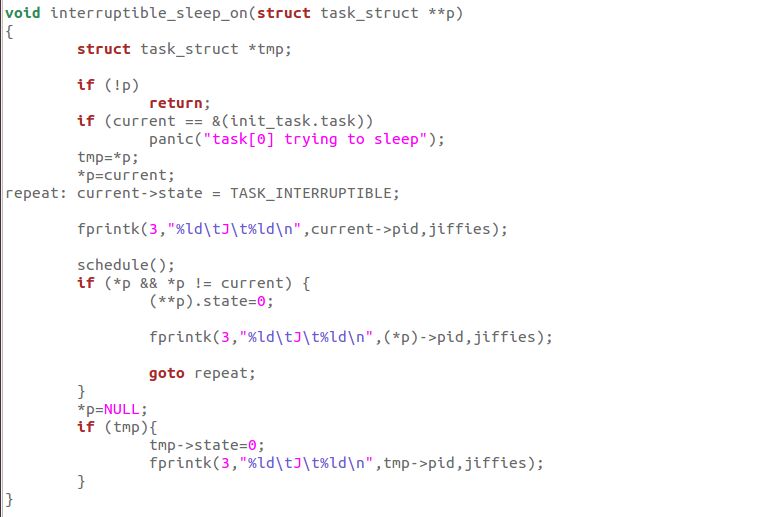 void interruptible_sleep_on(struct task_struct **p)
{
        struct task_struct *tmp;

        if (!p)
                return;
        if (current == &(init_task.task))
                panic("task[0] trying to sleep");
        tmp=*p;
        *p=current;
repeat: current->state = TASK_INTERRUPTIBLE;

        fprintk(3,"%ld\tJ\t%ld\n",current->pid,jiffies);

        schedule();
        if (*p && *p != current) {
                (**p).state=0;

                fprintk(3,"%ld\tJ\t%ld\n",(*p)->pid,jiffies);

                goto repeat;
        }
        *p=NULL;
        if (tmp){
                tmp->state=0;
                fprintk(3,"%ld\tJ\t%ld\n",tmp->pid,jiffies);
        }
}